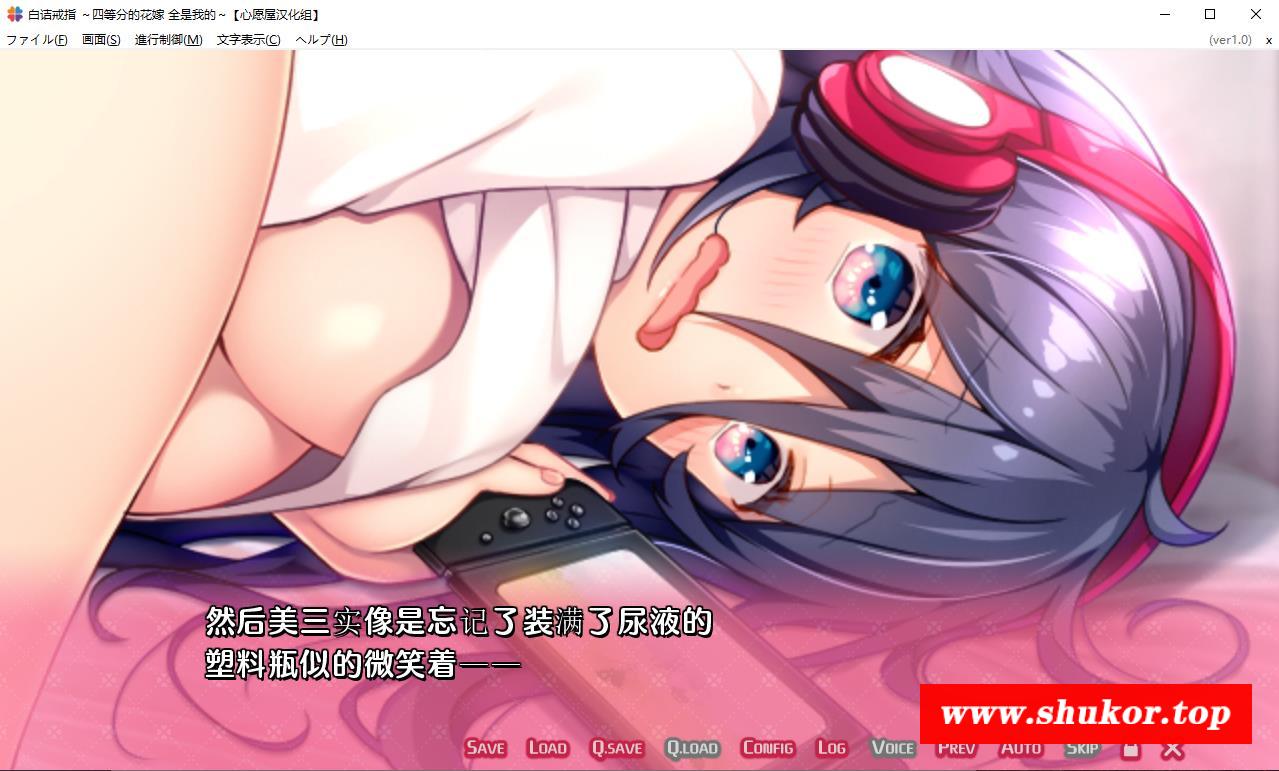 白诘戒指 ～四等分的花嫁 全是我的～【心愿屋汉化组】
ファイル(F) 画面(S) 進行制御(M) 文字表示(C) ヘルプ(H) (ver1.0) x
然后美三实像是忘记了装满了尿液的
塑料瓶似的微笑着——
www.shukor.top
SAVE LOAD Q.SAVE Q.LOAD CONFIG LOG VOICE PREV AUTO SKIP